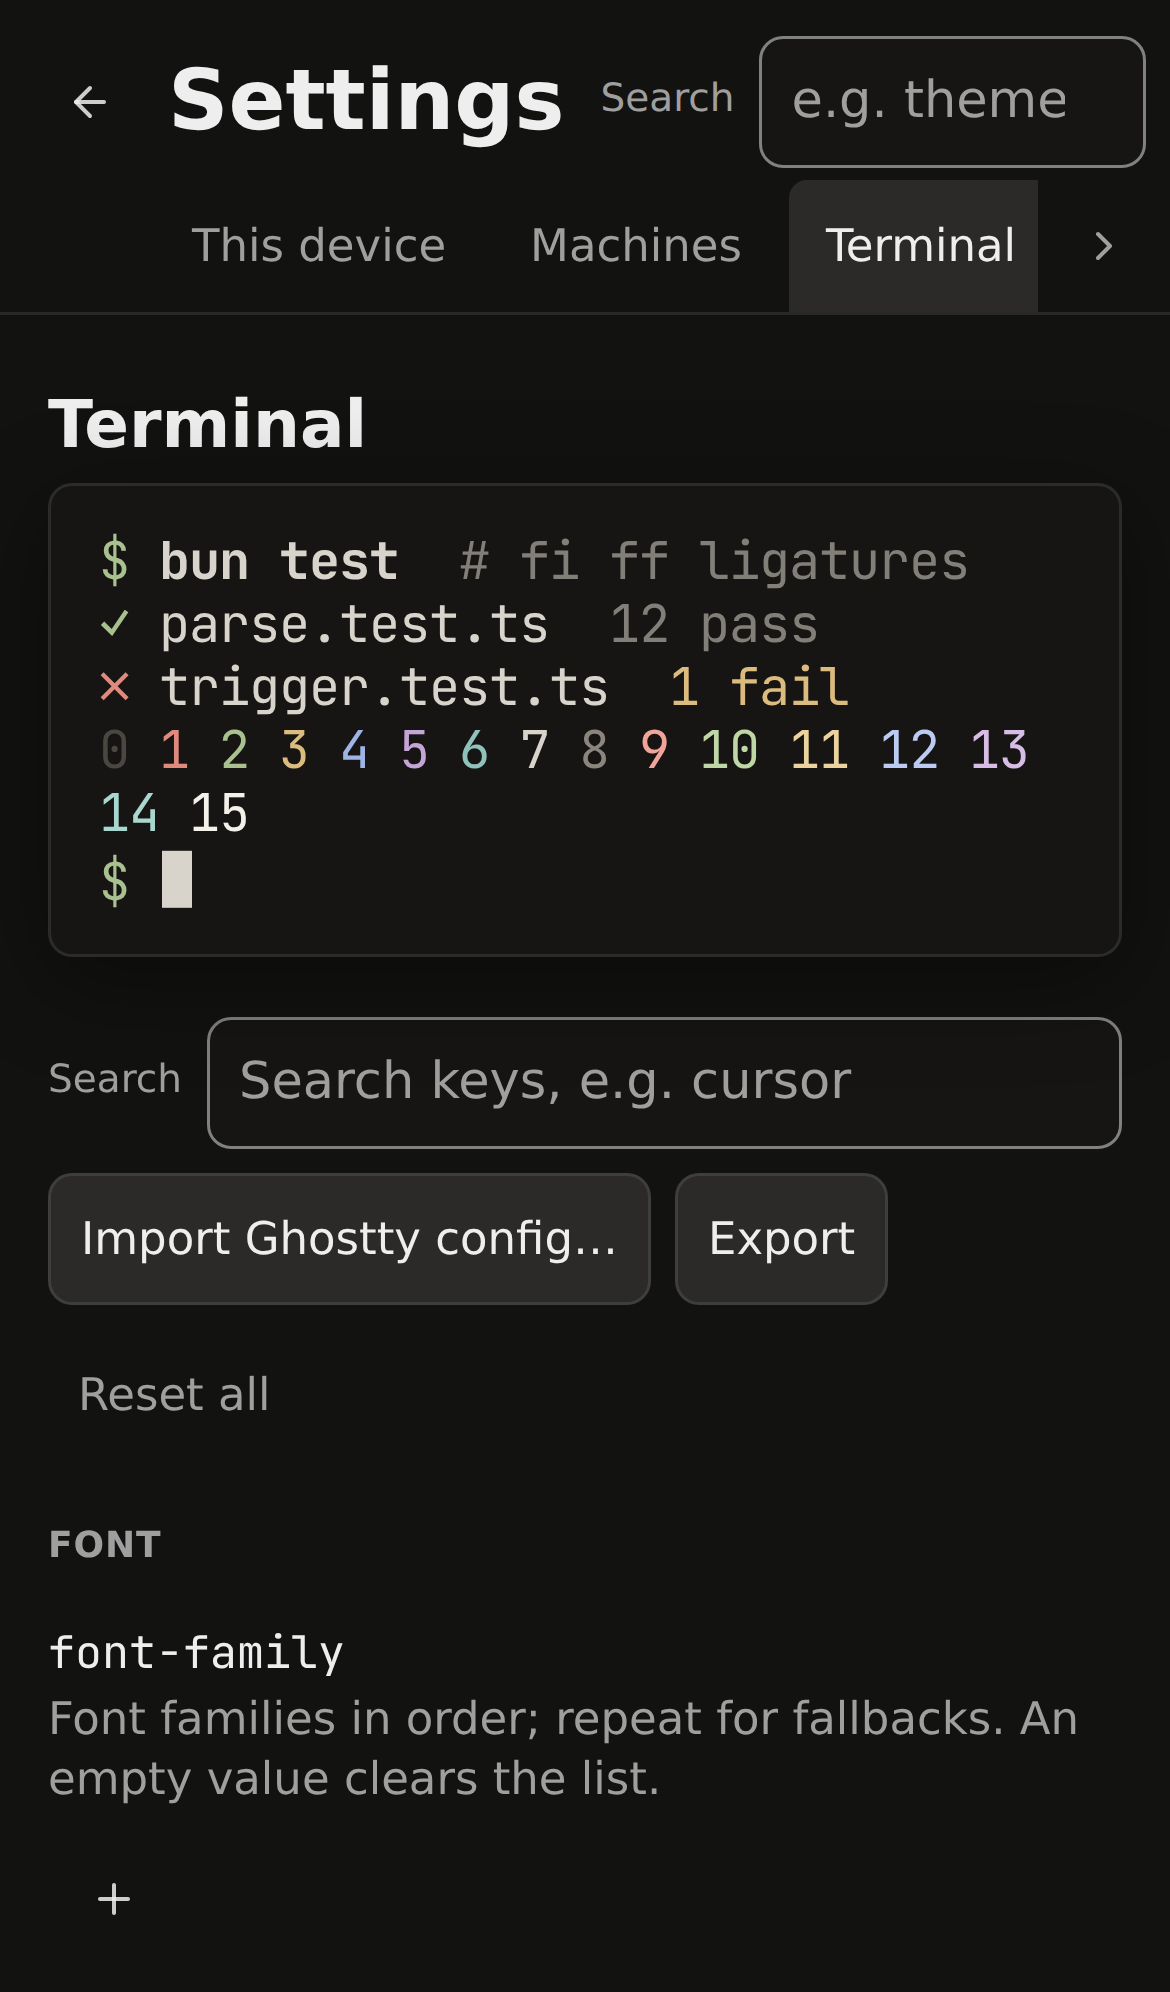 Settings Search e.g. theme
This device Machines Terminal
Terminal
$ bun test # fi ff ligatures
✓ parse.test.ts 12 pass
✕ trigger.test.ts 1 fail
0 1 2 3 4 5 6 7 8 9 10 11 12 13
14 15
$
Search Search keys, e.g. cursor
Import Ghostty config... Export
Reset all
FONT
font-family
Font families in order; repeat for fallbacks. An
empty value clears the list.
+